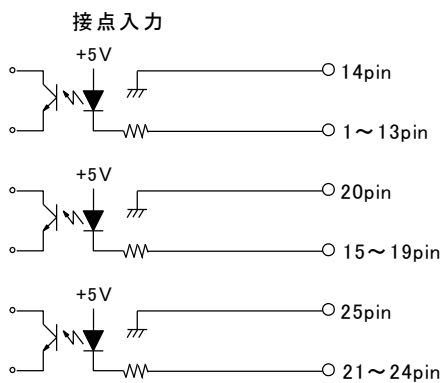 接点入力
+5V
14pin
1～13pin
+5V
20pin
15～19pin
+5V
25pin
21～24pin